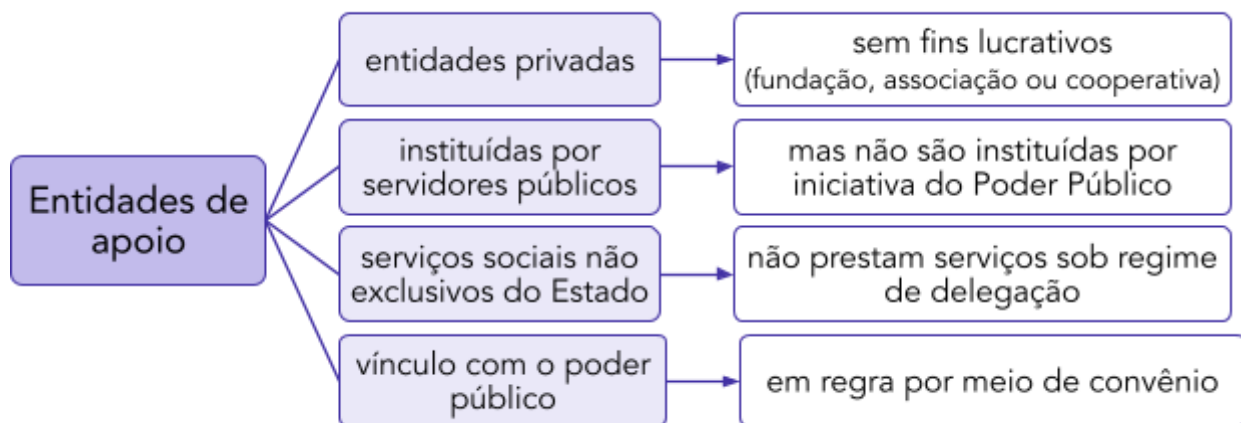 Entidades de
apoio
entidades privadas
sem fins lucrativos
(fundação, associação ou cooperativa)
instituídas por
servidores públicos
mas não são instituídas por
iniciativa do Poder Público
serviços sociais não
exclusivos do Estado
não prestam serviços sob regime
de delegação
vínculo com o poder
público
em regra por meio de convênio